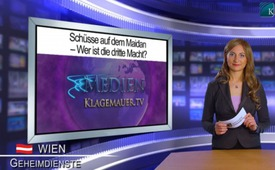 Schüsse auf dem Maidan
– Wer ist die dritte Macht?
MEDIEN
KLAGEMAUER.TV
WIEN
GEHEIMDIENSTE
K